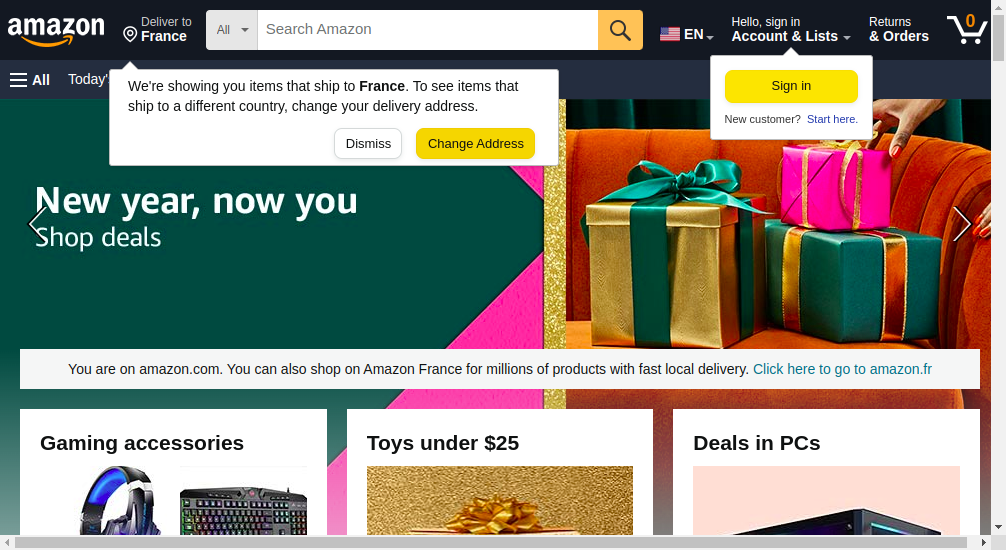 amazon
Deliver to
France
All
Search Amazon
EN
Hello, sign in
Account & Lists
Returns
& Orders
0
All
Today'
We're showing you items that ship to France. To see items that
ship to a different country, change your delivery address.
Dismiss
Change Address
Sign in
New customer? Start here.
New year, now you
Shop deals
You are on amazon.com. You can also shop on Amazon France for millions of products with fast local delivery. Click here to go to amazon.fr
Gaming accessories
Toys under $25
Deals in PCs